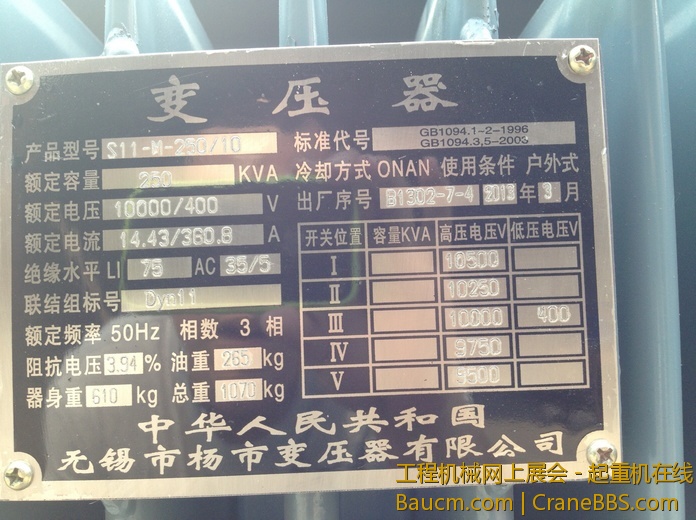 变压器
产品型号 S11-M-250/10 标准代号 GB1094.1-2-1996 GB1094.3,5-2003
额定容量 250 KVA 冷却方式 ONAN 使用条件 户外式
额定电压 10000/400 V 出厂序号 B1302-7-4 2013年3月
额定电流 14.43/360.8 A
绝缘水平 LI 75 AC 35/5
联结组标号 Dyn11
额定频率 50Hz 相数 3 相
阻抗电压 3.94 % 油重 265 kg
器身重 610 kg 总重 1070 kg
开关位置 容量KVA 高压电压V 低压电压V
I 10500
II 10250
III 10000 400
IV 9750
V 9500
中华人民共和国
无锡市杨市变压器有限公司
工程机械网上展会 - 起重机在线
Baucm.com | CraneBBS.com